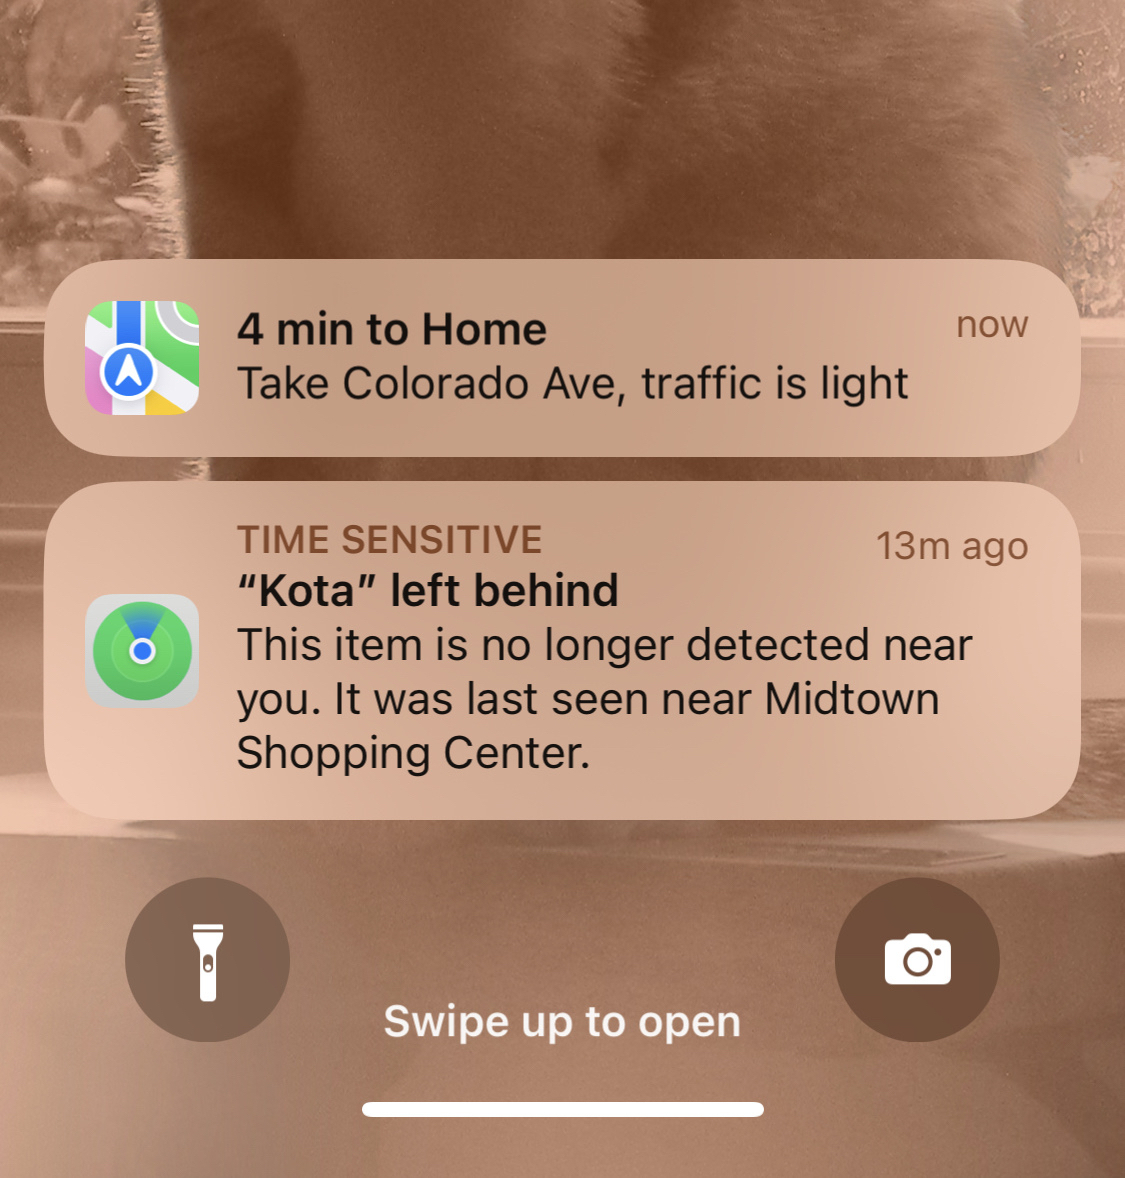 4 min to Home
now
Take Colorado Ave, traffic is light
TIME SENSITIVE
13m ago
“Kota” left behind
This item is no longer detected near
you. It was last seen near Midtown
Shopping Center.
Swipe up to open